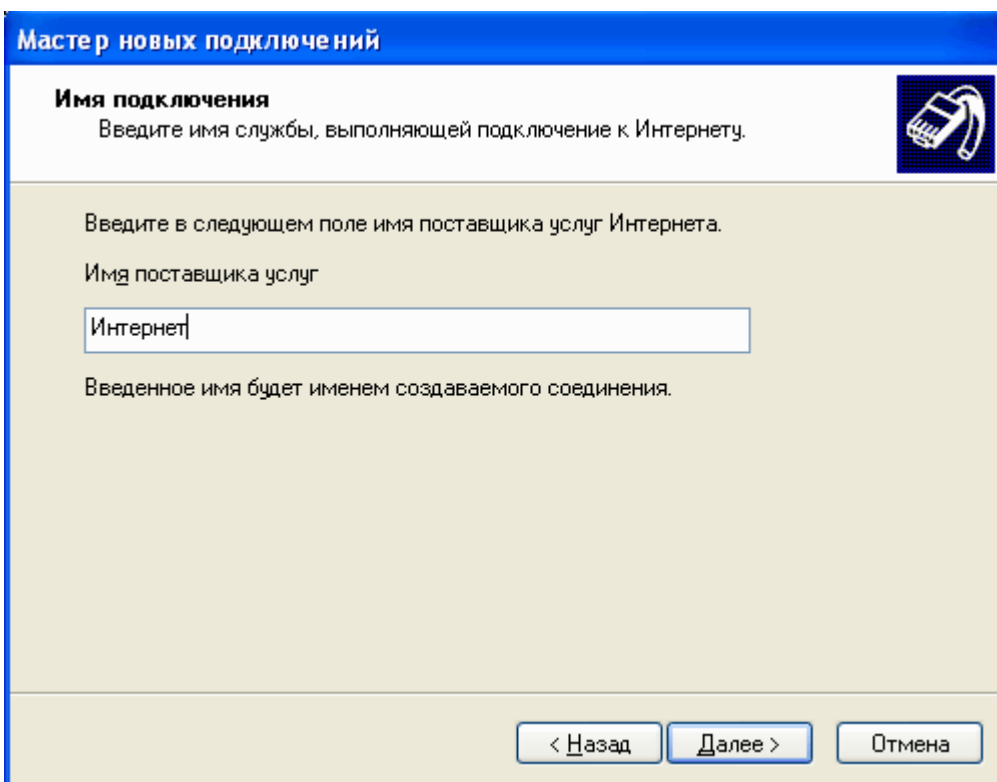 Мастер новых подключений
Имя подключения
Введите имя службы, выполняющей подключение к Интернету.
Введите в следующем поле имя поставщика услуг Интернета.
Имя поставщика услуг
Интернет
Введенное имя будет именем создаваемого соединения.
< Назад Далее > Отмена